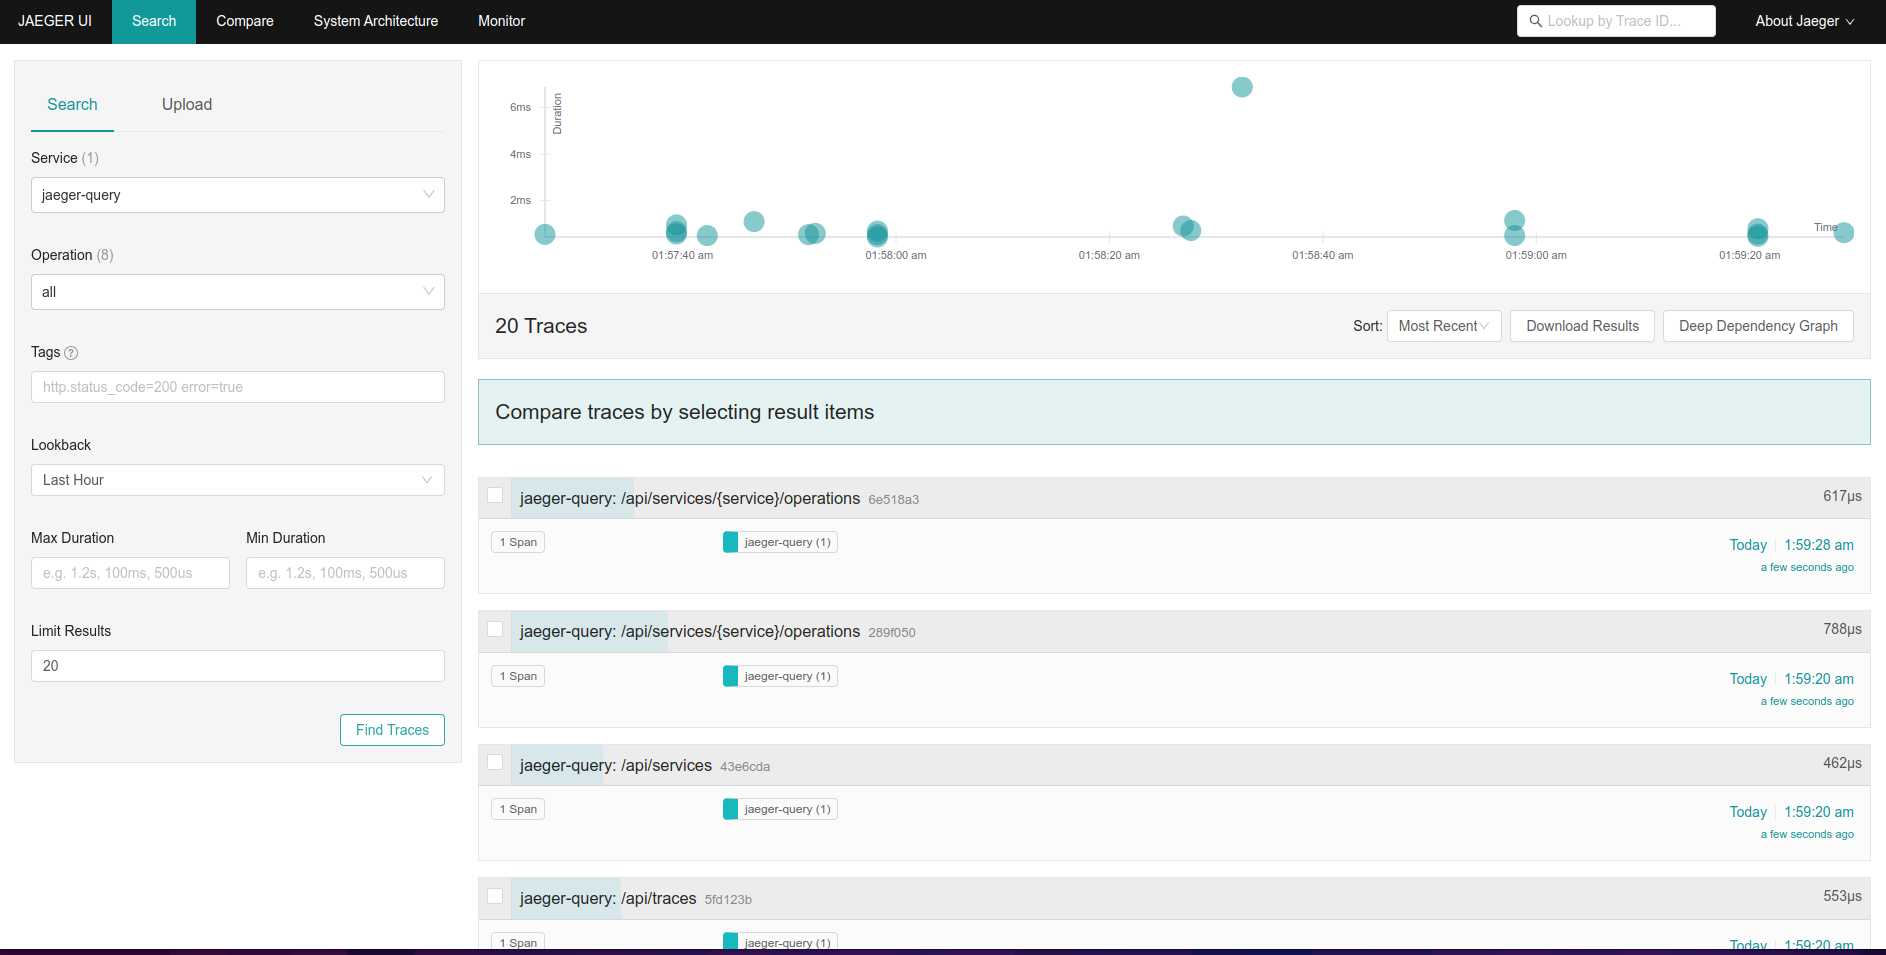 JAEGER UI
Search
Compare
System Architecture
Monitor
Lookup by Trace ID...
About Jaeger
Search
Upload
Service (1)
jaeger-query
Operation (8)
all
Tags ?
http.status_code=200 error=true
Lookback
Last Hour
Max Duration
Min Duration
e.g. 1.2s, 100ms, 500us
e.g. 1.2s, 100ms, 500us
Limit Results
20
Find Traces
Duration
6ms
4ms
2ms
Time
01:57:40 am
01:58:00 am
01:58:20 am
01:58:40 am
01:59:00 am
01:59:20 am
20 Traces
Sort:
Most Recent
Download Results
Deep Dependency Graph
Compare traces by selecting result items
jaeger-query: /api/services/{service}/operations 6e518a3
617μs
1 Span
jaeger-query (1)
Today
1:59:28 am
a few seconds ago
jaeger-query: /api/services/{service}/operations 289f050
788μs
1 Span
jaeger-query (1)
Today
1:59:20 am
a few seconds ago
jaeger-query: /api/services 43e6cda
462μs
1 Span
jaeger-query (1)
Today
1:59:20 am
a few seconds ago
jaeger-query: /api/traces 5fd123b
553μs
1 Span
jaeger-query (1)
Today
1:59:20 am